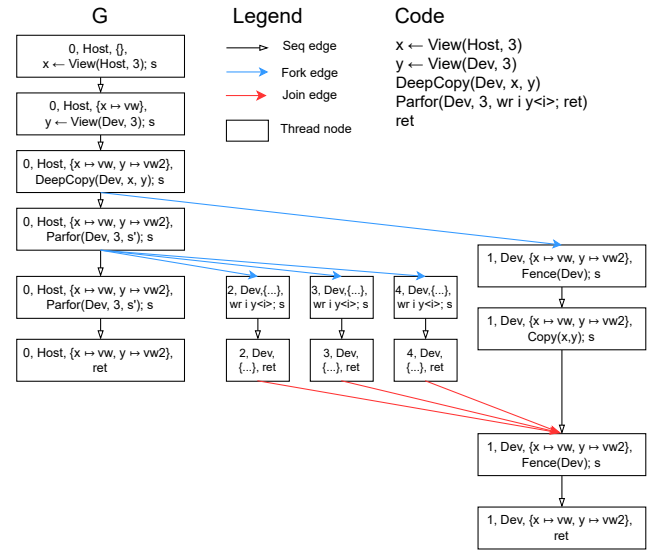 G
Legend
Code
0, Host, {},
x ← View(Host, 3); s
0, Host, {x ↦ vw},
y ← View(Dev, 3); s
0, Host, {x ↦ vw, y ↦ vw2},
DeepCopy(Dev, x, y); s
0, Host, {x ↦ vw, y ↦ vw2},
Parfor(Dev, 3, s'); s
0, Host, {x ↦ vw, y ↦ vw2},
Parfor(Dev, 3, s'); s
0, Host, {x ↦ vw, y ↦ vw2},
ret
Seq edge
Fork edge
Join edge
Thread node
x ← View(Host, 3)
y ← View(Dev, 3)
DeepCopy(Dev, x, y)
Parfor(Dev, 3, wr i y<i>; ret)
ret
2, Dev,{...},
wr i y<i>; s
3, Dev,{...},
wr i y<i>; s
4, Dev,{...},
wr i y<i>; s
2, Dev,
{...}, ret
3, Dev,
{...}, ret
4, Dev,
{...}, ret
1, Dev, {x ↦ vw, y ↦ vw2},
Fence(Dev); s
1, Dev, {x ↦ vw, y ↦ vw2},
Copy(x,y); s
1, Dev, {x ↦ vw, y ↦ vw2},
Fence(Dev); s
1, Dev, {x ↦ vw, y ↦ vw2},
ret